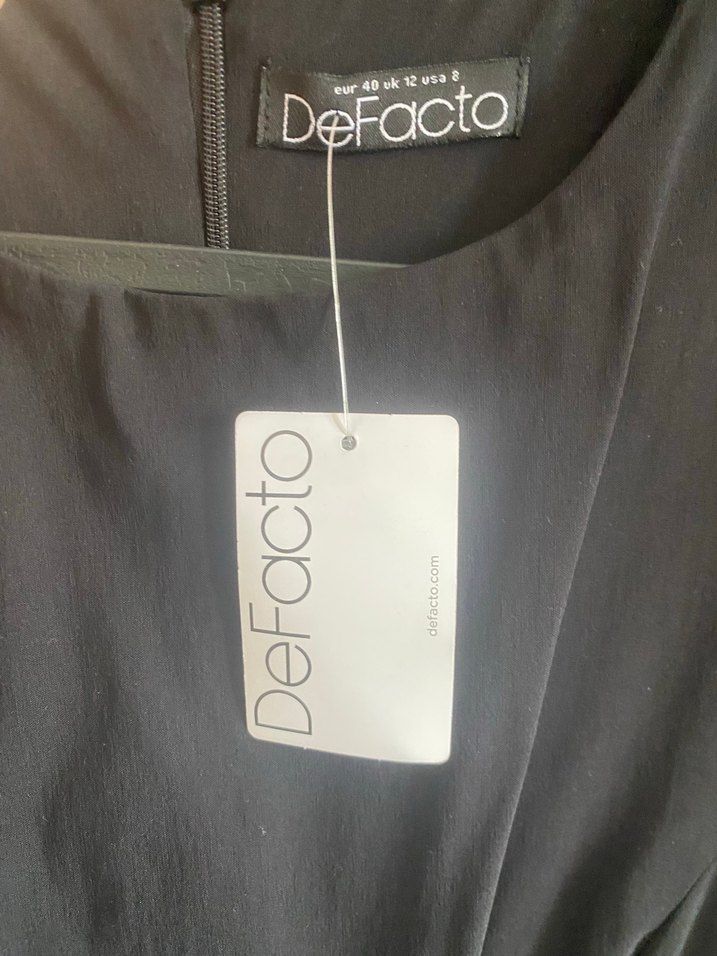 eur 40 uk 12 usa 8
DeFacto
DeFacto
defacto.com